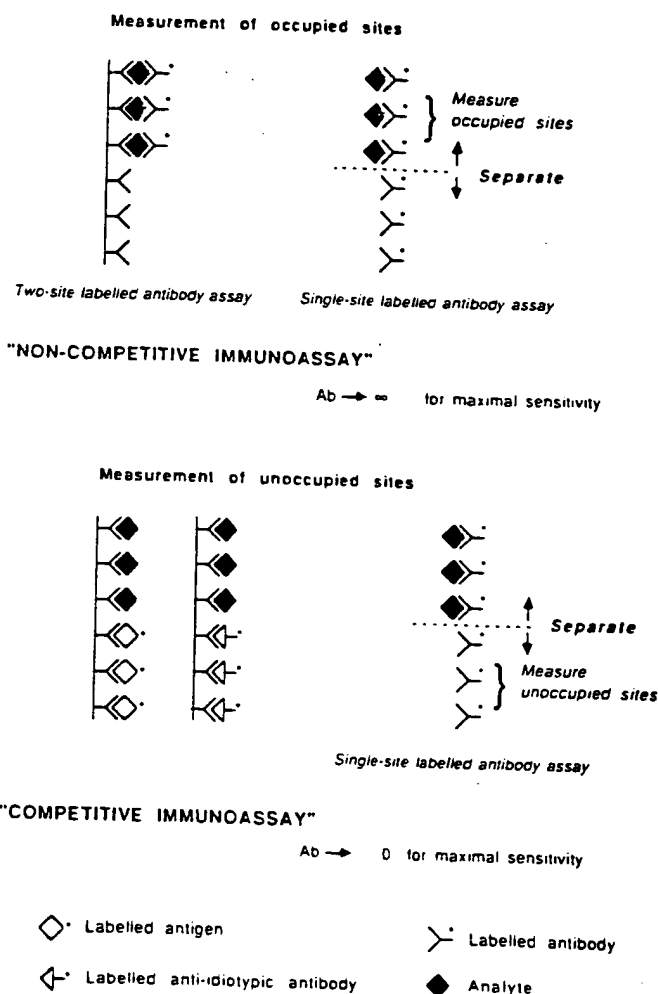 Measurement of occupied sites
Measure
occupied sites
Separate
Two-site labelled antibody assay
Single-site labelled antibody assay
"NON-COMPETITIVE IMMUNOASSAY"
Ab → ∞ for maximal sensitivity
Measurement of unoccupied sites
Separate
Measure
unoccupied sites
Single-site labelled antibody assay
"COMPETITIVE IMMUNOASSAY"
Ab → 0 for maximal sensitivity
Labelled antigen
Labelled antibody
Labelled anti-idiotypic antibody
Analyte